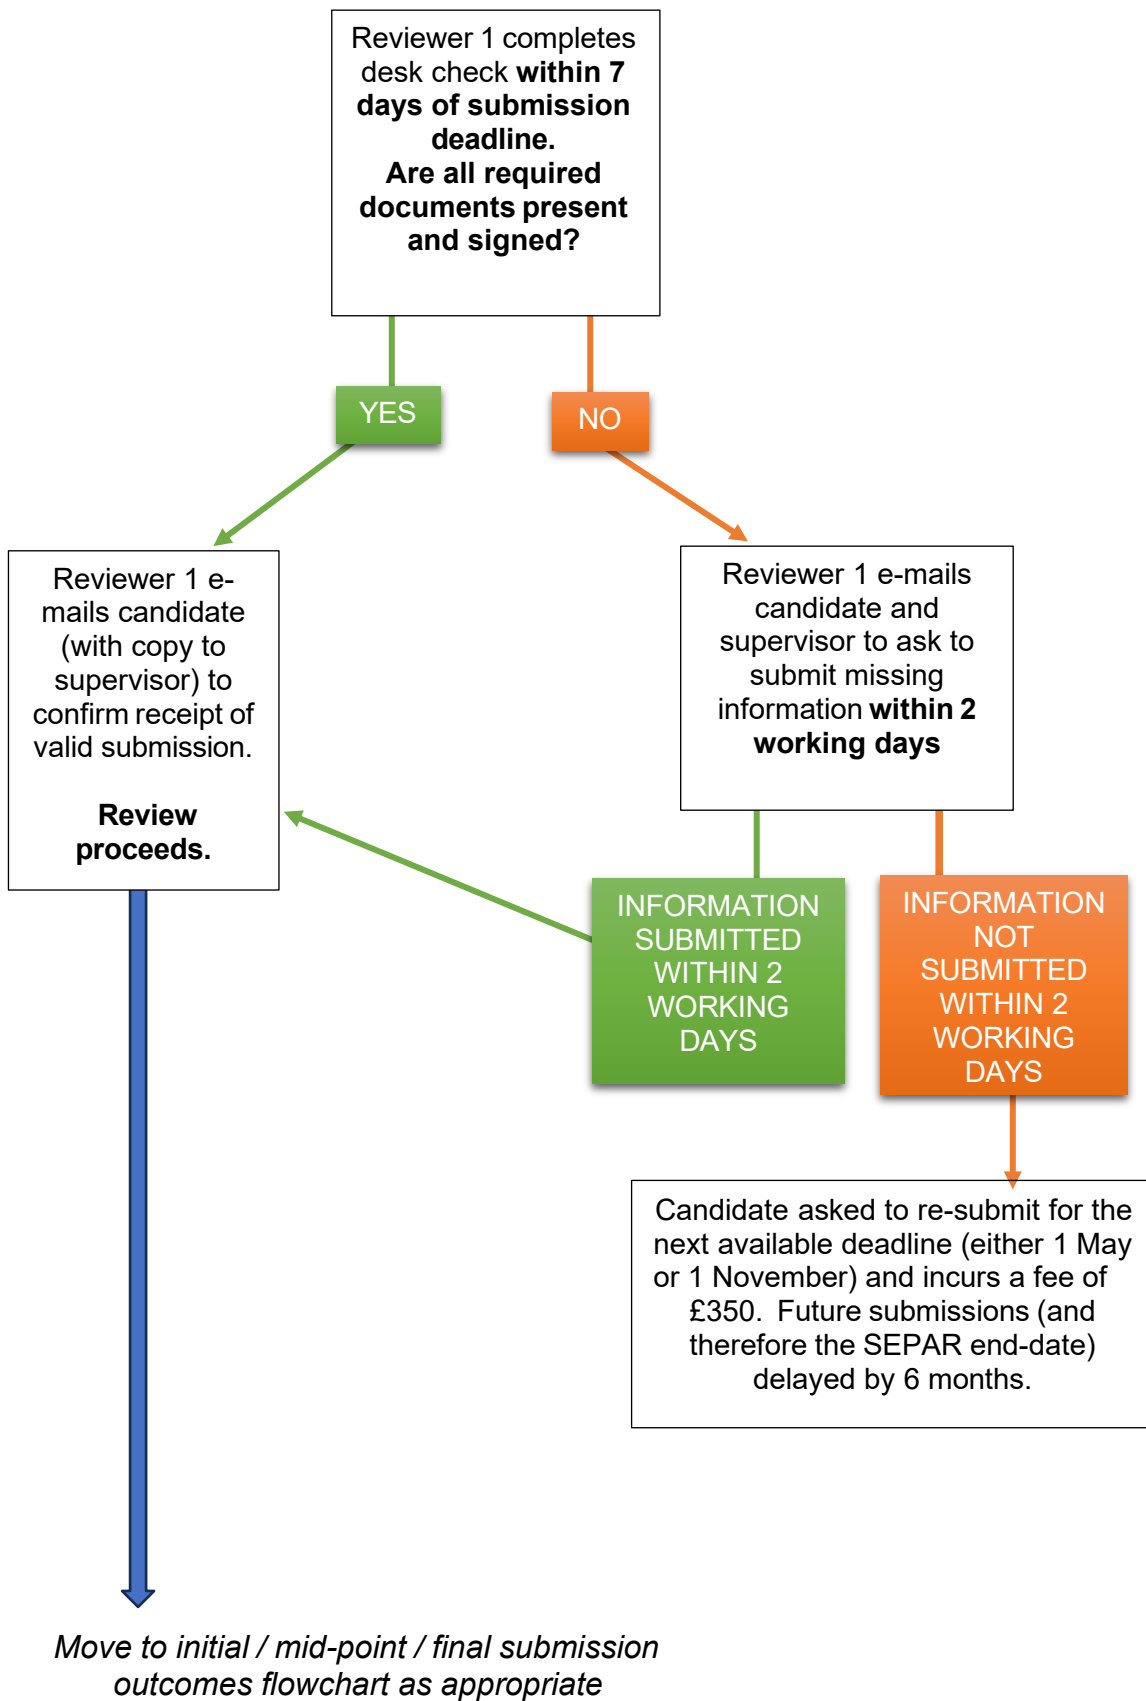 Reviewer 1 completes
desk check within 7
days of submission
deadline.
Are all required
documents present
and signed?
YES
NO
Reviewer 1 e-
mails candidate
(with copy to
supervisor) to
confirm receipt of
valid submission.
Review
proceeds.
Reviewer 1 e-mails
candidate and
supervisor to ask to
submit missing
information within 2
working days
INFORMATION
SUBMITTED
WITHIN 2
WORKING
DAYS
INFORMATION
NOT
SUBMITTED
WITHIN 2
WORKING
DAYS
Candidate asked to re-submit for the
next available deadline (either 1 May
or 1 November) and incurs a fee of
£350.  Future submissions (and
therefore the SEPAR end-date)
delayed by 6 months.
Move to initial / mid-point / final submission
outcomes flowchart as appropriate